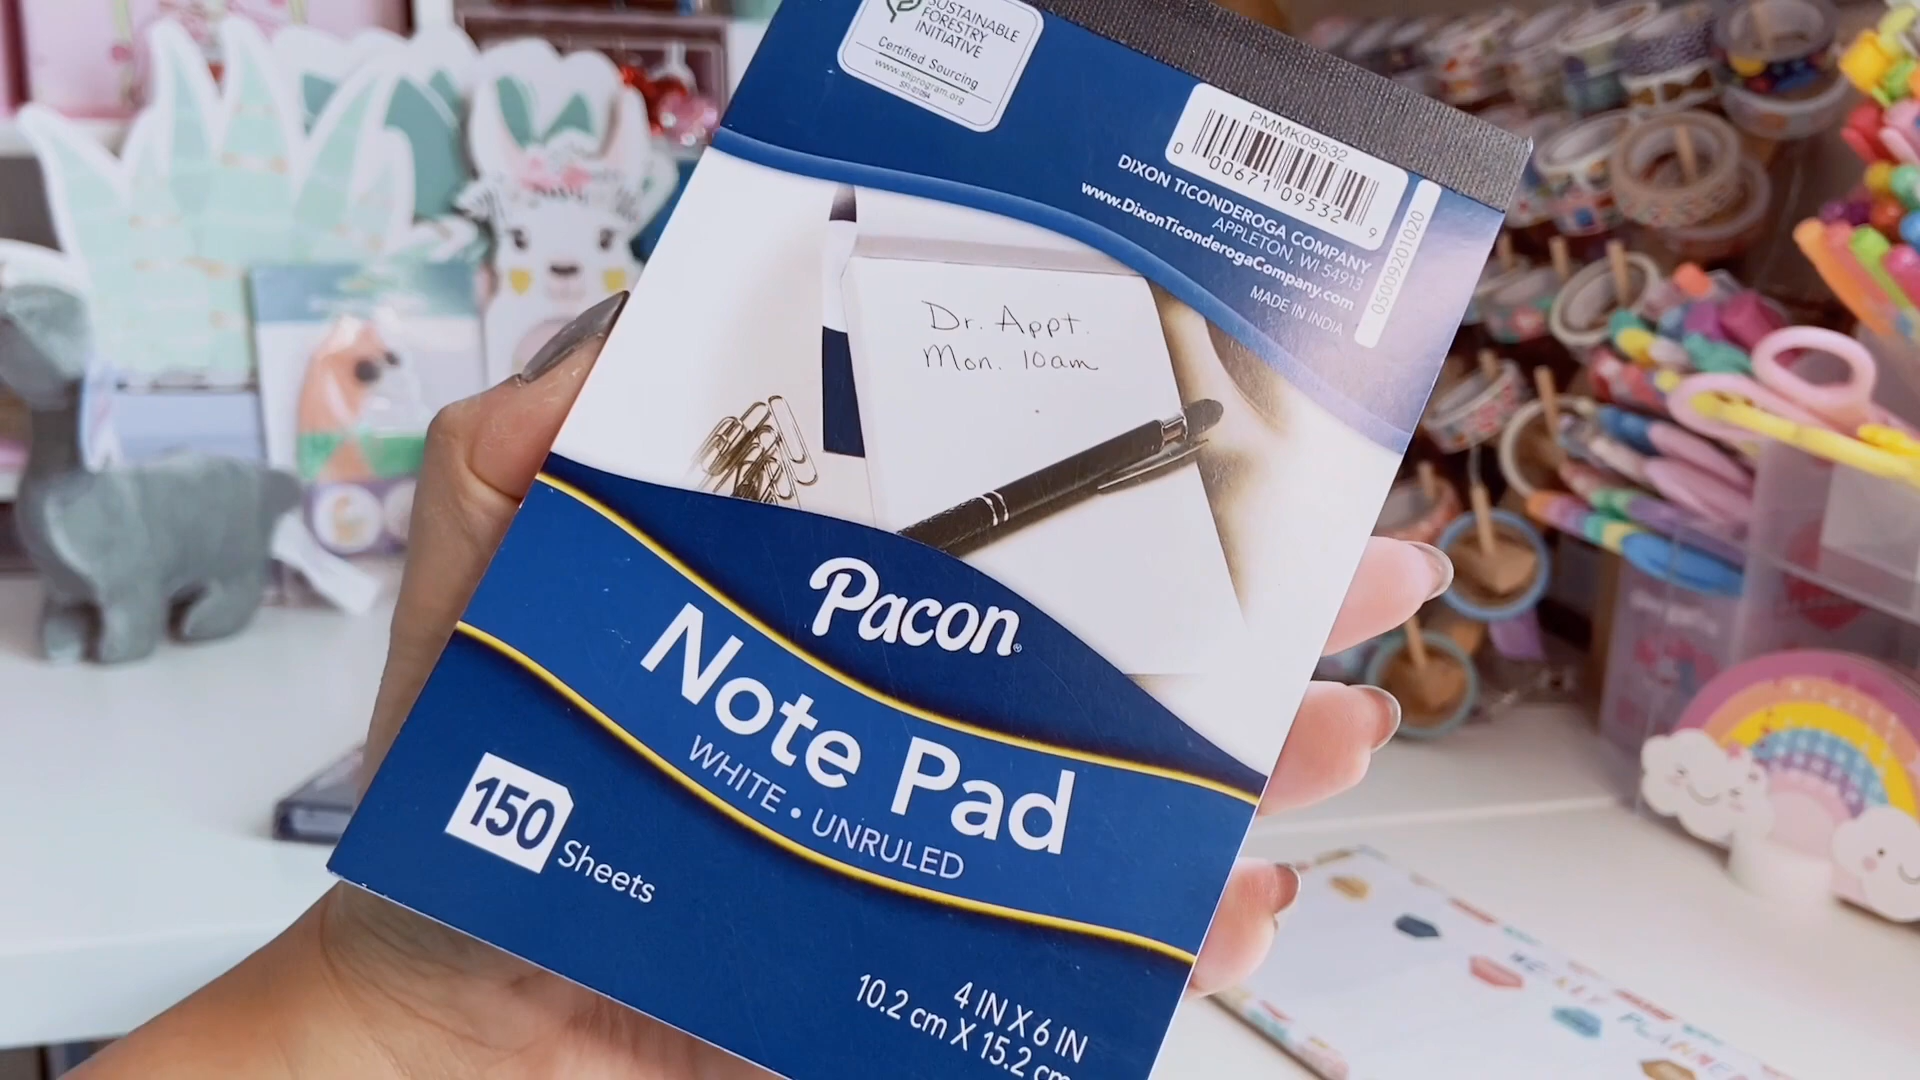 SUSTAINABLE
FORESTRY
INITIATIVE
Certified Sourcing
www.sfiprogram.org
PMMK09532
0 00671 09532 9
DIXON TICONDEROGA COMPANY
APPLETON, WI 54913
www.DixonTiconderogaCompany.com
MADE IN INDIA
05009201020
Dr. Appt.
Mon. 10am
Pacon®
Note Pad
WHITE • UNRULED
150 Sheets
4 IN X 6 IN
10.2 cm X 15.2 cm
WEEKLY PLANNER